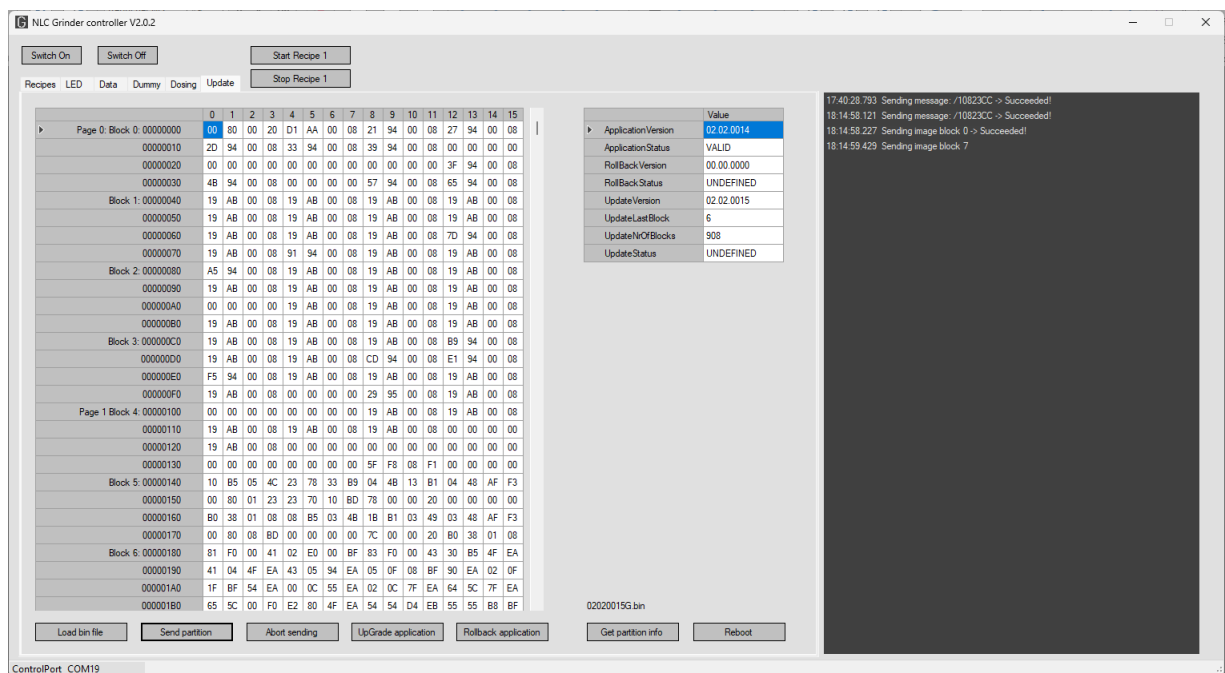 NLC Grinder controller V2.0.2
Switch On Switch Off Start Recipe 1
Stop Recipe 1
Recipes LED Data Dummy Dosing Update
0 1 2 3 4 5 6 7 8 9 10 11 12 13 14 15
Page 0: Block 0: 00000000 00 80 00 20 D1 AA 00 08 21 94 00 08 27 94 00 08
00000010 2D 94 00 08 33 94 00 08 39 94 00 08 00 00 00 00
00000020 00 00 00 00 00 00 00 00 00 00 00 00 3F 94 00 08
00000030 4B 94 00 08 00 00 00 00 57 94 00 08 65 94 00 08
Block 1: 00000040 19 AB 00 08 19 AB 00 08 19 AB 00 08 19 AB 00 08
00000050 19 AB 00 08 19 AB 00 08 19 AB 00 08 19 AB 00 08
00000060 19 AB 00 08 19 AB 00 08 19 AB 00 08 7D 94 00 08
00000070 19 AB 00 08 91 94 00 08 19 AB 00 08 19 AB 00 08
Block 2: 00000080 A5 94 00 08 19 AB 00 08 19 AB 00 08 19 AB 00 08
00000090 19 AB 00 08 19 AB 00 08 19 AB 00 08 19 AB 00 08
000000A0 00 00 00 00 19 AB 00 08 19 AB 00 08 19 AB 00 08
000000B0 19 AB 00 08 19 AB 00 08 19 AB 00 08 19 AB 00 08
Block 3: 000000C0 19 AB 00 08 19 AB 00 08 19 AB 00 08 B9 94 00 08
000000D0 19 AB 00 08 19 AB 00 08 CD 94 00 08 E1 94 00 08
000000E0 F5 94 00 08 19 AB 00 08 19 AB 00 08 19 AB 00 08
000000F0 19 AB 00 08 00 00 00 00 29 95 00 08 19 AB 00 08
Page 1 Block 4: 00000100 00 00 00 00 00 00 00 00 19 AB 00 08 19 AB 00 08
00000110 19 AB 00 08 19 AB 00 08 19 AB 00 08 00 00 00 00
00000120 19 AB 00 08 00 00 00 00 00 00 00 00 00 00 00 00
00000130 00 00 00 00 00 00 00 00 5F F8 08 F1 00 00 00 00
Block 5: 00000140 10 B5 05 4C 23 78 33 B9 04 4B 13 B1 04 48 AF F3
00000150 00 80 01 23 23 70 10 BD 78 00 00 20 00 00 00 00
00000160 B0 38 01 08 08 B5 03 4B 1B B1 03 49 03 48 AF F3
00000170 00 80 08 BD 00 00 00 00 7C 00 00 20 B0 38 01 08
Block 6: 00000180 81 F0 00 41 02 E0 00 BF 83 F0 00 43 30 B5 4F EA
00000190 41 04 4F EA 43 05 94 EA 05 0F 08 BF 90 EA 02 0F
000001A0 1F BF 54 EA 00 0C 55 EA 02 0C 7F EA 64 5C 7F EA
000001B0 65 5C 00 F0 E2 80 4F EA 54 54 D4 EB 55 55 B8 BF
Load bin file Send partition Abort sending UpGrade application Rollback application
Value
ApplicationVersion 02.02.0014
ApplicationStatus VALID
RollBackVersion 00.00.0000
RollBackStatus UNDEFINED
UpdateVersion 02.02.0015
UpdateLastBlock 6
UpdateNrOfBlocks 908
UpdateStatus UNDEFINED
02020015G.bin
Get partition info Reboot
17:40:28.793 Sending message: /10823CC -> Succeeded!
18:14:58.121 Sending message: /10823CC -> Succeeded!
18:14:58.227 Sending image block 0 -> Succeeded!
18:14:59.429 Sending image block 7
ControlPort COM19